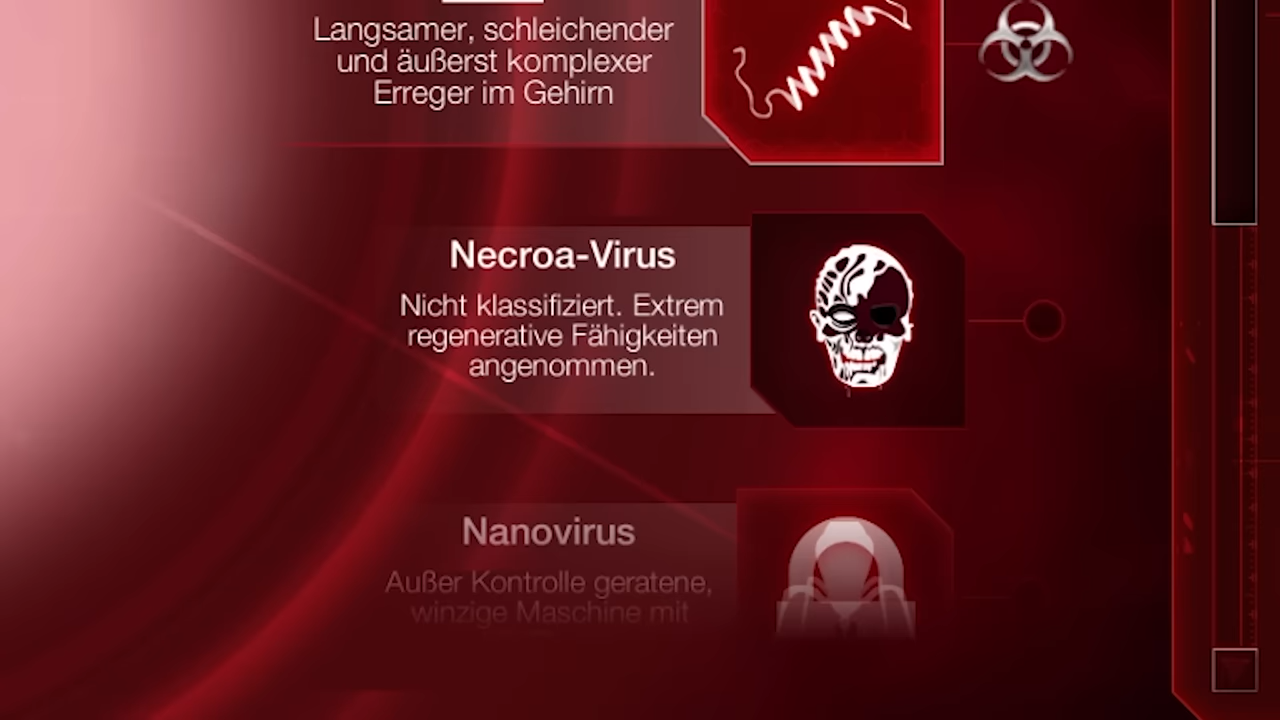 Langsamer, schleichender
und äußerst komplexer
Erreger im Gehirn
Necroa-Virus
Nicht klassifiziert. Extrem
regenerative Fähigkeiten
angenommen.
Nanovirus
Außer Kontrolle geratene,
winzige Maschine mit